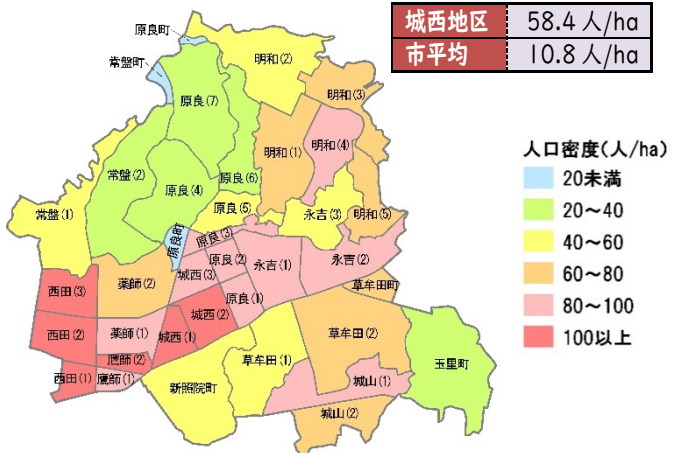 城西地区 58.4 人/ha
市平均 10.8 人/ha
原良町
常盤町
明和(2)
原良(7)
明和(3)
明和(1)
明和(4)
常盤(2)
原良(4)
原良(6)
常盤(1)
原良(5)
永吉(3)
明和(5)
原良町
原良(3)
原良(2)
永吉(1)
永吉(2)
城西(3)
西田(3)
薬師(2)
原良(1)
草牟田町
城西(2)
西田(2)
薬師(1)
城西(1)
草牟田(2)
鷹師(2)
草牟田(1)
玉里町
西田(1)
鷹師(1)
新照院町
城山(1)
城山(2)
人口密度(人/ha)
20未満
20～40
40～60
60～80
80～100
100以上